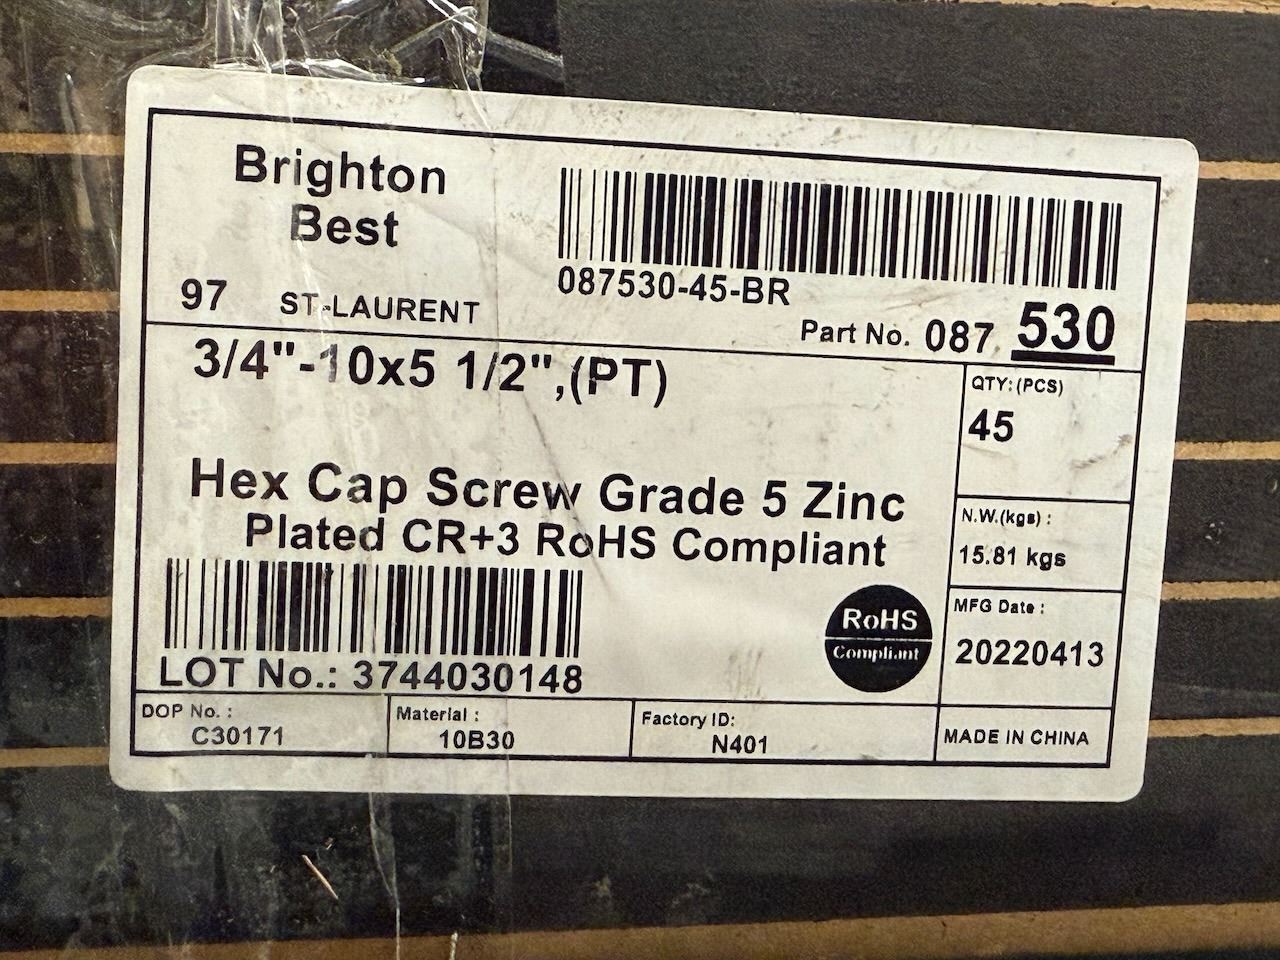 Brighton
Best
087530-45-BR
97 ST-LAURENT
Part No. 087 530
3/4"-10x5 1/2",(PT)
QTY: (PCS)
45
Hex Cap Screw Grade 5 Zinc
Plated CR+3 RoHS Compliant
N.W.(kgs) :
15.81 kgs
RoHS
Compliant
MFG Date :
20220413
LOT No.: 3744030148
DOP No. :
C30171
Material :
10B30
Factory ID:
N401
MADE IN CHINA